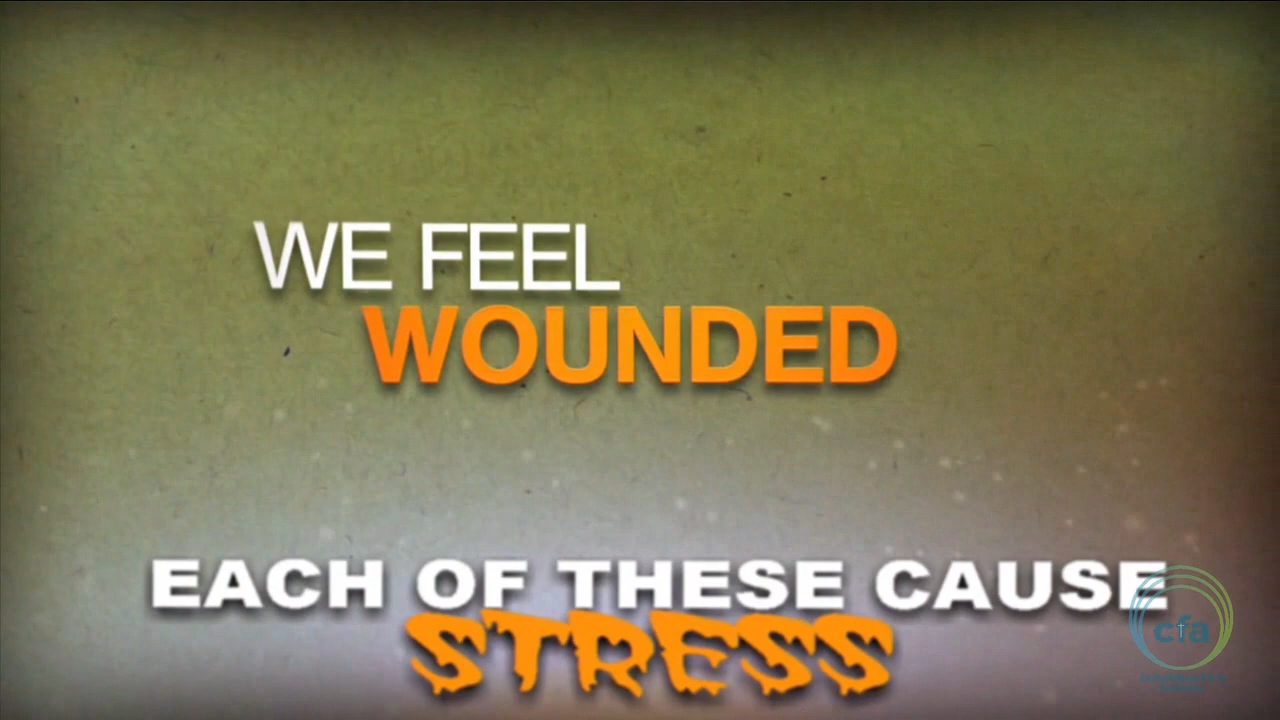 WE FEEL
WOUNDED
EACH OF THESE CAUSE
STRESS
cfa